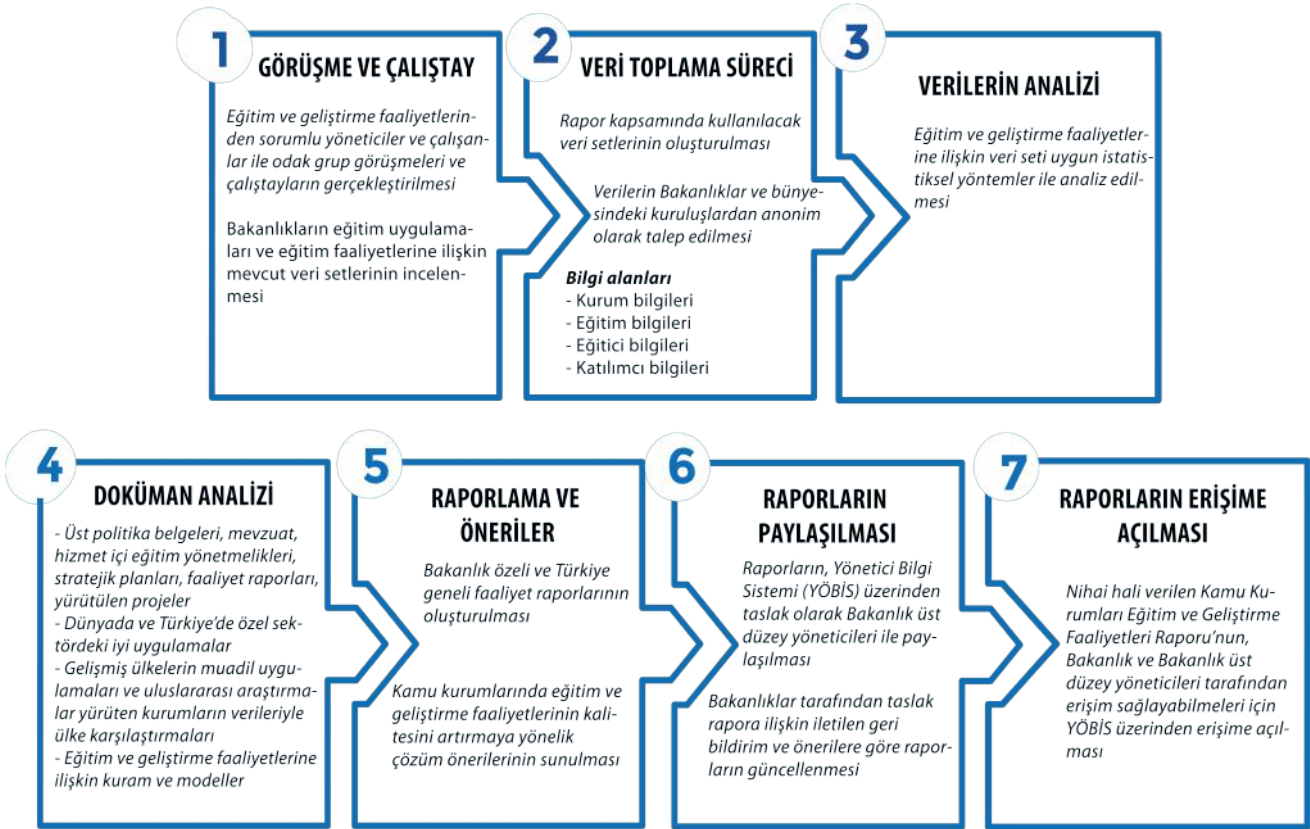 1
GÖRÜŞME VE ÇALIŞTAY
Eğitim ve geliştirme faaliyetlerin-
den sorumlu yöneticiler ve çalışan-
lar ile odak grup görüşmeleri ve
çalıştayların gerçekleştirilmesi
Bakanlıkların eğitim uygulama-
ları ve eğitim faaliyetlerine ilişkin
mevcut veri setlerinin incelen-
mesi
2
VERİ TOPLAMA SÜRECİ
Rapor kapsamında kullanılacak
veri setlerinin oluşturulması
Verilerin Bakanlıklar ve bünye-
sindeki kuruluşlardan anonim
olarak talep edilmesi
Bilgi alanları
- Kurum bilgileri
- Eğitim bilgileri
- Eğitici bilgileri
- Katılımcı bilgileri
3
VERİLERİN ANALİZİ
Eğitim ve geliştirme faaliyetler-
ine ilişkin veri seti uygun istatis-
tiksel yöntemler ile analiz edil-
mesi
4
DOKÜMAN ANALİZİ
- Üst politika belgeleri, mevzuat,
hizmet içi eğitim yönetmelikleri,
stratejik planları, faaliyet raporları,
yürütülen projeler
- Dünyada ve Türkiye'de özel sek-
tördeki iyi uygulamalar
- Gelişmiş ülkelerin muadil uygu-
lamaları ve uluslararası araştırma-
lar yürüten kurumların verileriyle
ülke karşılaştırmaları
- Eğitim ve geliştirme faaliyetlerine
ilişkin kuram ve modeller
5
RAPORLAMA VE
ÖNERİLER
Bakanlık özeli ve Türkiye
geneli faaliyet raporlarının
oluşturulması
Kamu kurumlarında eğitim ve
geliştirme faaliyetlerinin kali-
tesini artırmaya yönelik
çözüm önerilerinin sunulması
6
RAPORLARIN
PAYLAŞILMASI
Raporların, Yönetici Bilgi
Sistemi (YÖBİS) üzerinden
taslak olarak Bakanlık üst
düzey yöneticileri ile pay-
laşılması
Bakanlıklar tarafından taslak
rapora ilişkin iletilen geri
bildirim ve önerilere göre rapor-
ların güncellenmesi
7
RAPORLARIN ERİŞİME
AÇILMASI
Nihai hali verilen Kamu Ku-
rumları Eğitim ve Geliştirme
Faaliyetleri Raporu'nun,
Bakanlık ve Bakanlık üst
düzey yöneticileri tarafından
erişim sağlayabilmeleri için
YÖBİS üzerinden erişime açıl-
ması